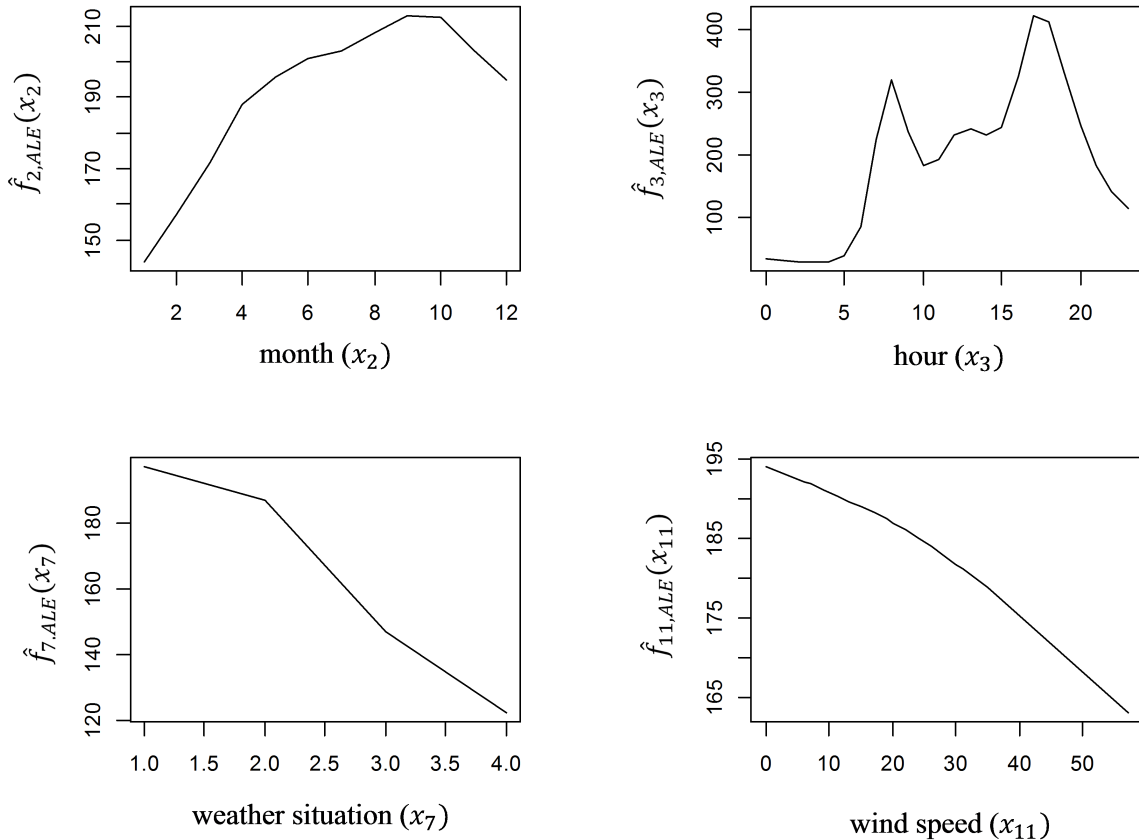 f̂2,ALE(x2)
210
190
170
150
2 4 6 8 10 12
month (x2)
f̂3,ALE(x3)
400
300
200
100
0 5 10 15 20
hour (x3)
f̂7.ALE(x7)
180
160
140
120
1.0 1.5 2.0 2.5 3.0 3.5 4.0
weather situation (x7)
f̂11,ALE(x11)
195
185
175
165
0 10 20 30 40 50
wind speed (x11)